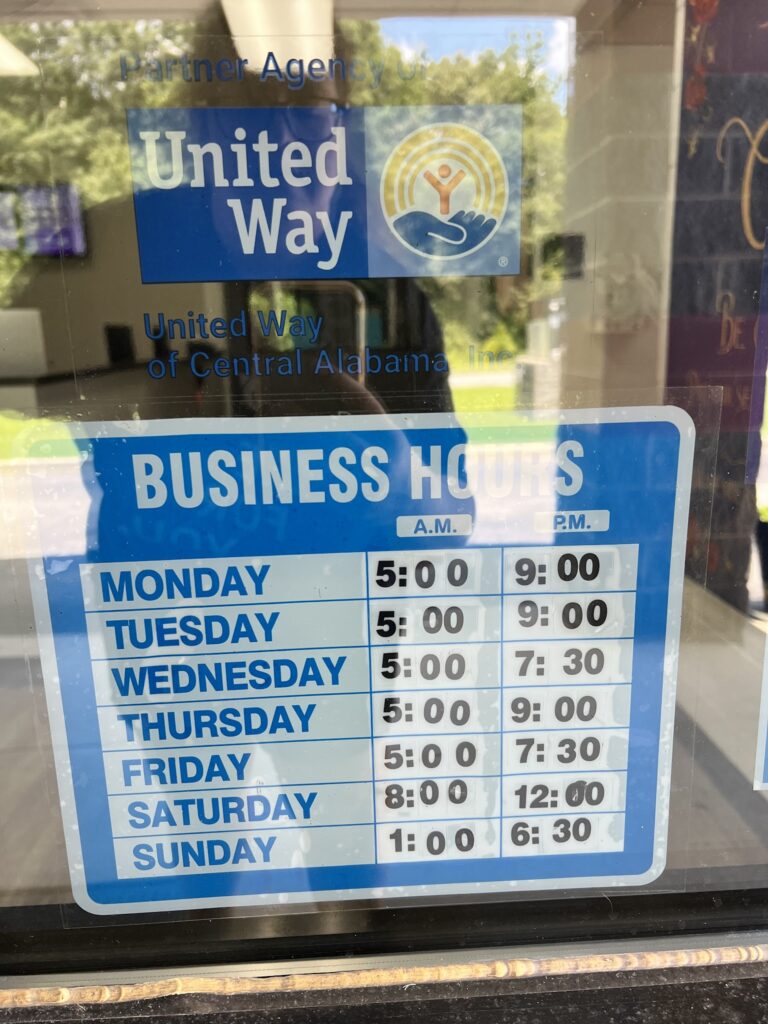 Partner Agency Of
United
Way
®
United Way
of Central Alabama, Inc.
BUSINESS HOURS
A.M. P.M.
MONDAY 5:00 9:00
TUESDAY 5:00 9:00
WEDNESDAY 5:00 7:30
THURSDAY 5:00 9:00
FRIDAY 5:00 7:30
SATURDAY 8:00 12:00
SUNDAY 1:00 6:30